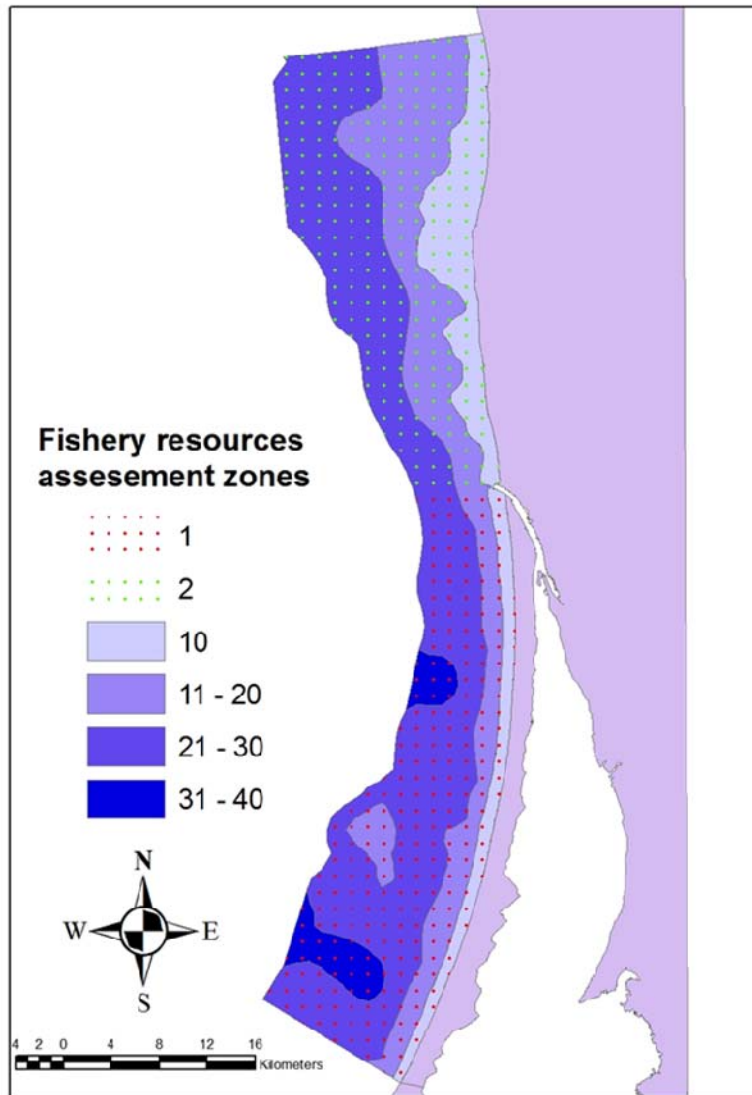 Fishery resources
assesement zones
1
2
10
11 - 20
21 - 30
31 - 40
N
W E
S
4 2 0 4 8 12 16
Kilometers